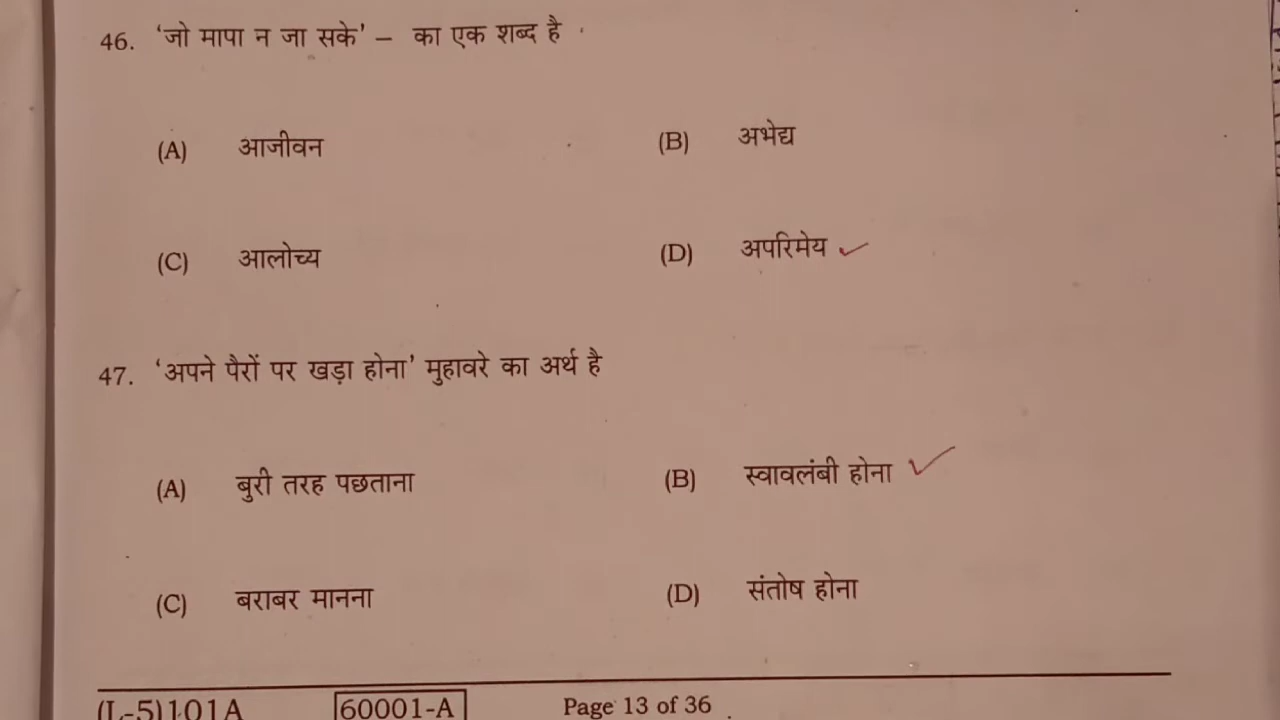 46. ‘जो मापा न जा सके’ – का एक शब्द है
(A) आजीवन (B) अभेद्य
(C) आलोच्य (D) अपरिमेय
47. ‘अपने पैरों पर खड़ा होना’ मुहावरे का अर्थ है
(A) बुरी तरह पछताना (B) स्वावलंबी होना
(C) बराबर मानना (D) संतोष होना
(L-5)101A 60001-A Page 13 of 36